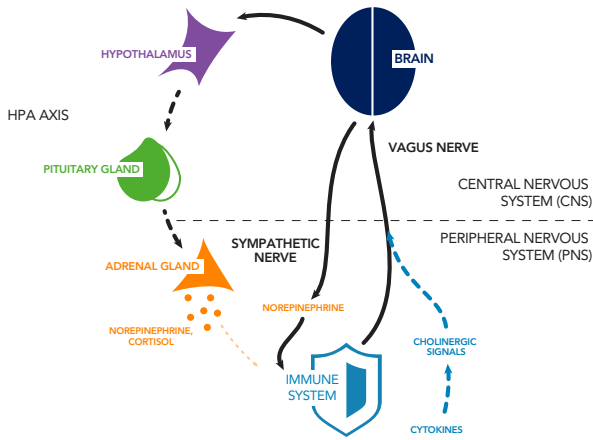 HYPOTHALAMUS
BRAIN
HPA AXIS
VAGUS NERVE
PITUITARY GLAND
CENTRAL NERVOUS
SYSTEM (CNS)
SYMPATHETIC
NERVE
PERIPHERAL NERVOUS
SYSTEM (PNS)
ADRENAL GLAND
NOREPINEPHRINE
NOREPINEPHRINE,
CORTISOL
CHOLINERGIC
SIGNALS
IMMUNE
SYSTEM
CYTOKINES